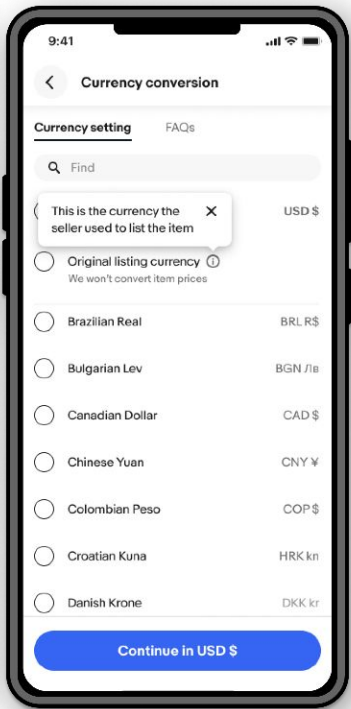 9:41
Currency conversion
Currency setting FAQs
Find
This is the currency the
seller used to list the item
USD $
Original listing currency
We won't convert item prices
Brazilian Real BRL R$
Bulgarian Lev BGN Лв
Canadian Dollar CAD $
Chinese Yuan CNY ¥
Colombian Peso COP $
Croatian Kuna HRK kn
Danish Krone DKK kr
Continue in USD $